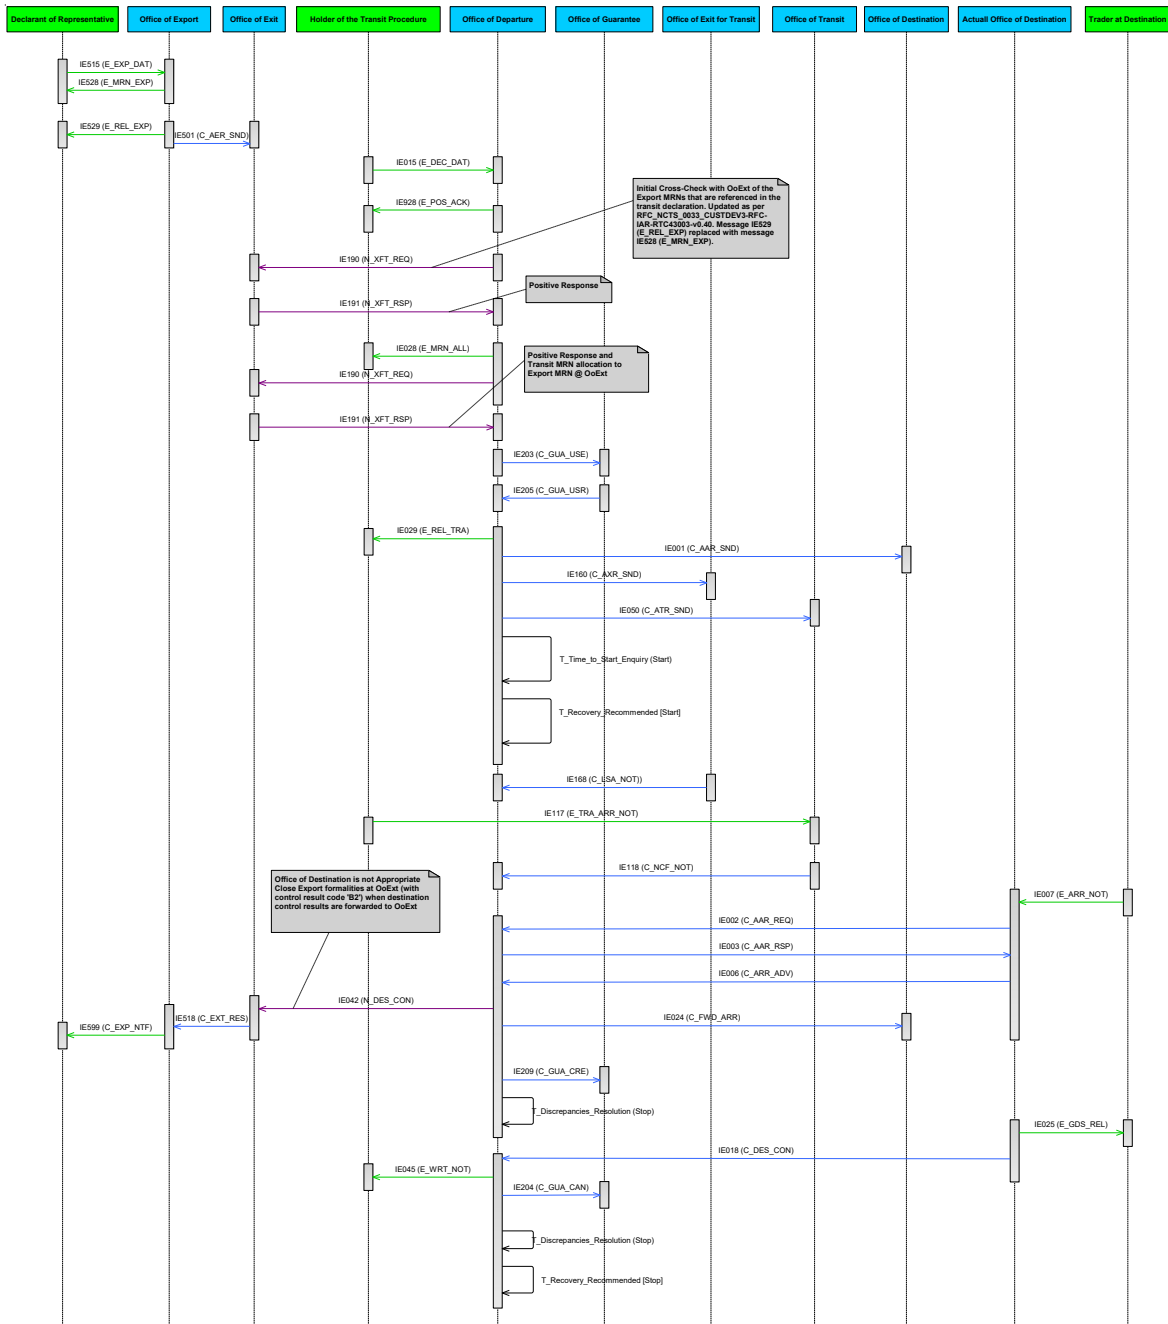 Declarant of Representative
Office of Export
Office of Exit
Holder of the Transit Procedure
Office of Departure
Office of Guarantee
Office of Exit for Transit
Office of Transit
Office of Destination
Actuall Office of Destination
Trader at Destination
IE515 (E_EXP_DAT)
IE528 (E_MRN_EXP)
IE529 (E_REL_EXP)
IE501 (C_AER_SND)
IE015 (E_DEC_DAT)
Initial Cross-Check with OoExt of the
Export MRNs that are referenced in the
transit declaration. Updated as per
RFC_NCTS_0033_CUSTDEV3-RFC-
IAR-RTC43003-v0.40. Message IE529
(E_REL_EXP) replaced with message
IE528 (E_MRN_EXP).
IE928 (E_POS_ACK)
IE190 (N_XFT_REQ)
Positive Response
IE191 (N_XFT_RSP)
IE028 (E_MRN_ALL)
Positive Response and
Transit MRN allocation to
Export MRN @ OoExt
IE190 (N_XFT_REQ)
IE191 (N_XFT_RSP)
IE203 (C_GUA_USE)
IE205 (C_GUA_USR)
IE029 (E_REL_TRA)
IE001 (C_AAR_SND)
IE160 (C_AXR_SND)
IE050 (C_ATR_SND)
T_Time_to_Start_Enquiry (Start)
T_Recovery_Recommended [Start]
IE168 (C_LSA_NOT))
IE117 (E_TRA_ARR_NOT)
IE118 (C_NCF_NOT)
Office of Destination is not Appropriate
Close Export formalities at OoExt (with
control result code 'B2') when destination
control results are forwarded to OoExt
IE007 (E_ARR_NOT)
IE002 (C_AAR_REQ)
IE003 (C_AAR_RSP)
IE006 (C_ARR_ADV)
IE042 (N_DES_CON)
IE518 (C_EXT_RES)
IE024 (C_FWD_ARR)
IE599 (C_EXP_NTF)
IE209 (C_GUA_CRE)
T_Discrepancies_Resolution (Stop)
IE025 (E_GDS_REL)
IE018 (C_DES_CON)
IE045 (E_WRT_NOT)
IE204 (C_GUA_CAN)
T_Discrepancies_Resolution (Stop)
T_Recovery_Recommended [Stop]